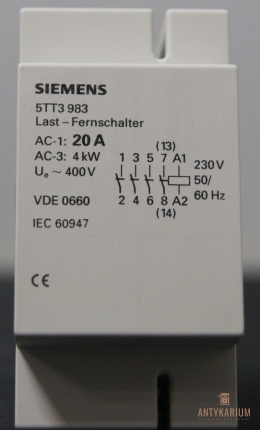 SIEMENS
5TT3 983
Last - Fernschalter
AC-1: 20 A
AC-3: 4 kW
Ue ~ 400V
(13)
1 3 5 7 A1
2 4 6 8 A2
(14)
230 V
50/
60 Hz
VDE 0660
IEC 60947
CE
ANTYKARIUM